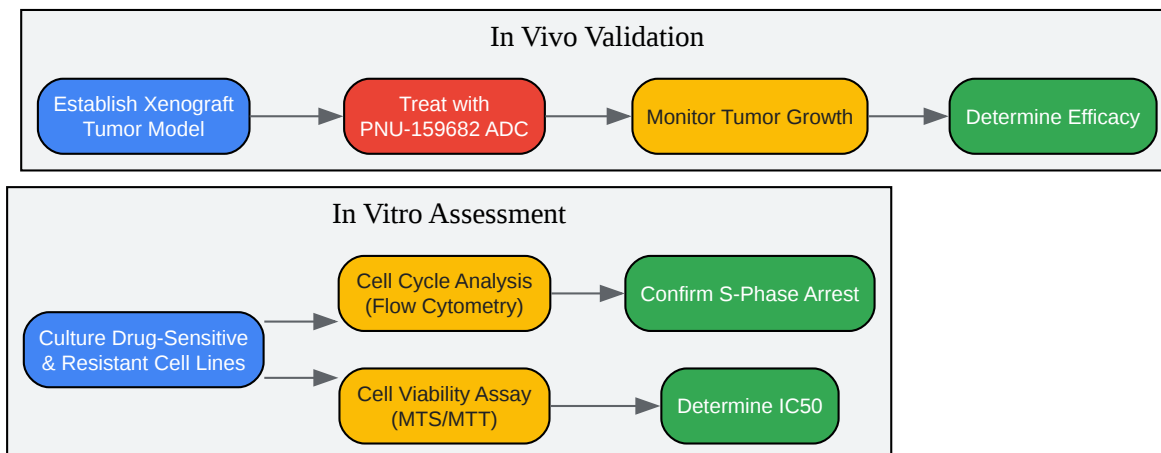 In Vivo Validation
Establish Xenograft
Tumor Model
Treat with
PNU-159682 ADC
Monitor Tumor Growth
Determine Efficacy
In Vitro Assessment
Culture Drug-Sensitive
& Resistant Cell Lines
Cell Cycle Analysis
(Flow Cytometry)
Confirm S-Phase Arrest
Cell Viability Assay
(MTS/MTT)
Determine IC50